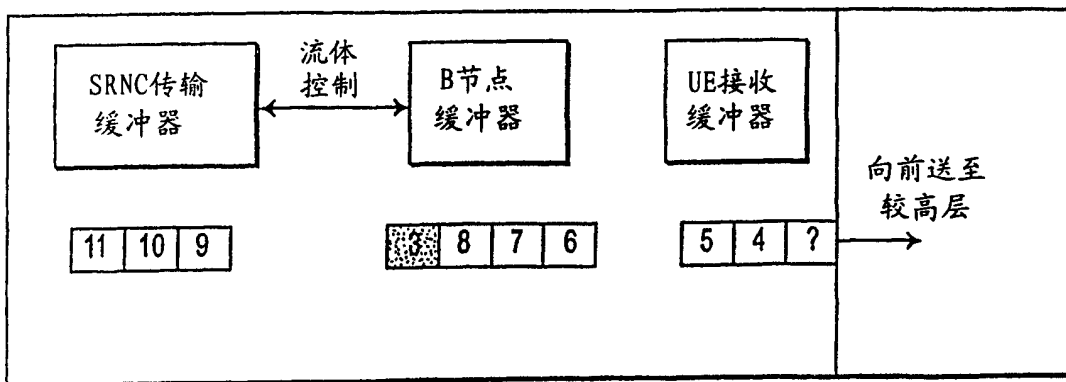 SRNC传输
缓冲器
流体
控制
B节点
缓冲器
UE接收
缓冲器
向前送至
较高层
11 10 9
3 8 7 6
5 4 ?